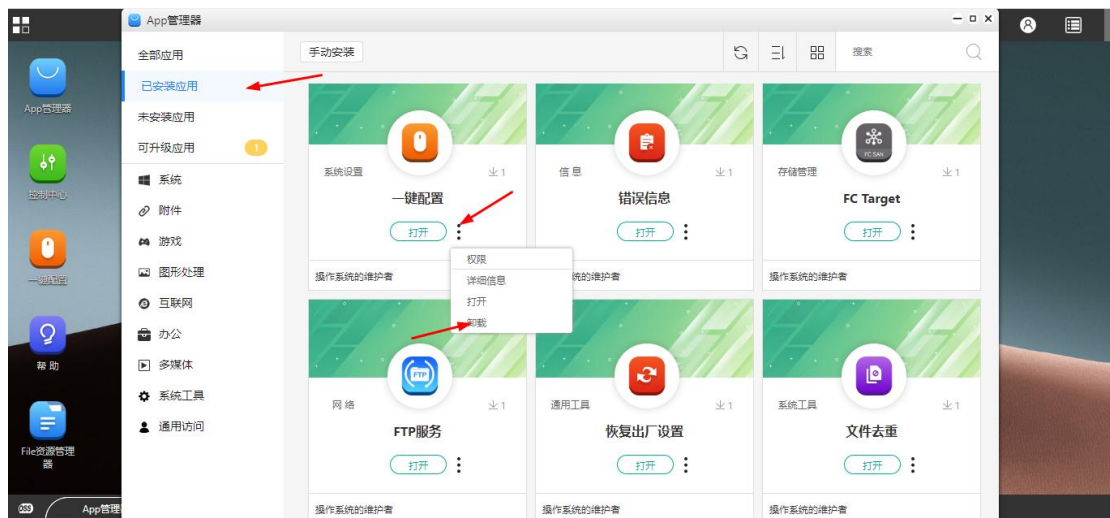 App管理器
App管理器
控制中心
一键配置
帮助
File资源管理
器
DSS
App管理
全部应用
已安装应用
未安装应用
可升级应用
1
系统
附件
游戏
图形处理
互联网
办公
多媒体
系统工具
通用访问
手动安装
搜索
系统设置
1
一键配置
打开
操作系统的维护者
信息
1
错误信息
打开
统的维护者
FC SAN
存储管理
1
FC Target
打开
操作系统的维护者
权限
详细信息
打开
卸载
FTP
网络
1
FTP服务
打开
操作系统的维护者
通用工具
1
恢复出厂设置
打开
操作系统的维护者
系统工具
1
文件去重
打开
操作系统的维护者